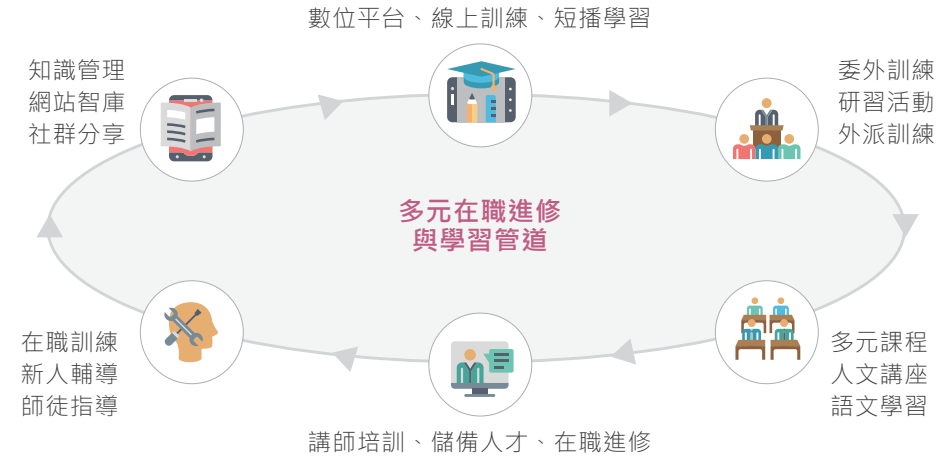 數位平台、線上訓練、短播學習
知識管理
網站智庫
社群分享
委外訓練
研習活動
外派訓練
多元在職進修
與學習管道
在職訓練
新人輔導
師徒指導
多元課程
人文講座
語文學習
講師培訓、儲備人才、在職進修